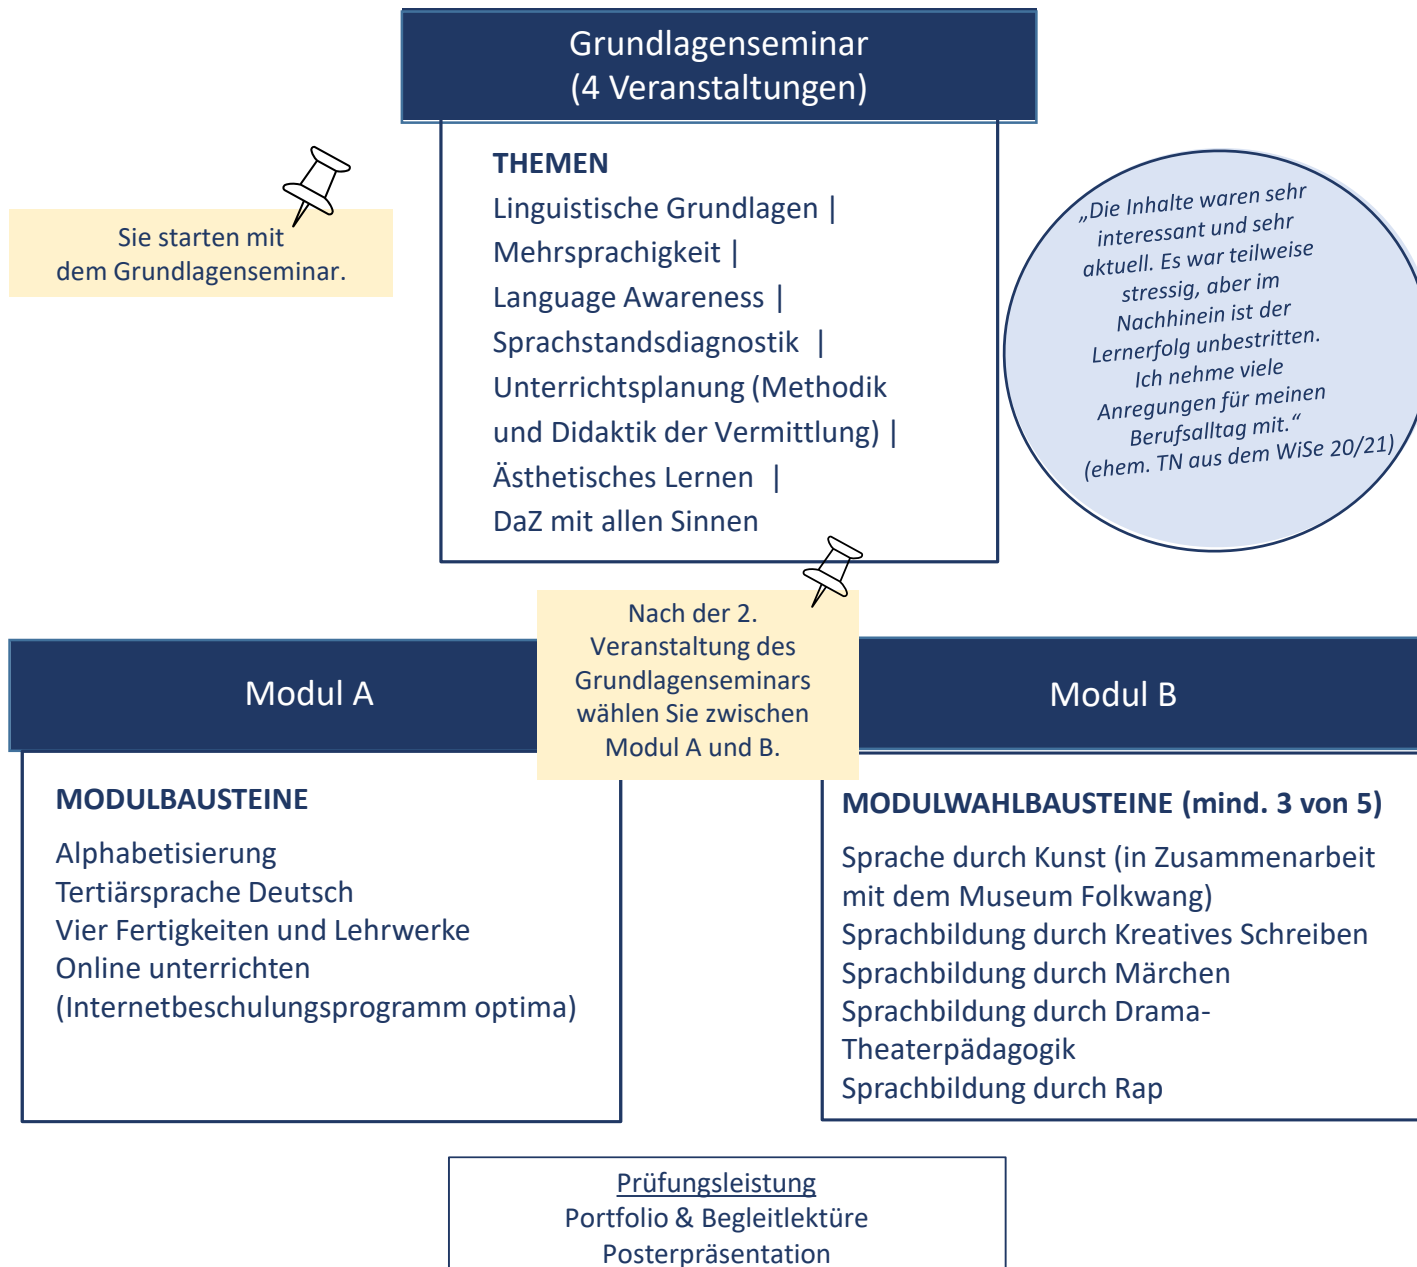 Grundlagenseminar
(4 Veranstaltungen)
THEMEN
Linguistische Grundlagen |
Mehrsprachigkeit |
Language Awareness |
Sprachstandsdiagnostik |
Unterrichtsplanung (Methodik
und Didaktik der Vermittlung) |
Ästhetisches Lernen |
DaZ mit allen Sinnen
Sie starten mit
dem Grundlagenseminar.
„Die Inhalte waren sehr
interessant und sehr
aktuell. Es war teilweise
stressig, aber im
Nachhinein ist der
Lernerfolg unbestritten.
Ich nehme viele
Anregungen für meinen
Berufsalltag mit.“
(ehem. TN aus dem WiSe 20/21)
Nach der 2.
Veranstaltung des
Grundlagenseminars
wählen Sie zwischen
Modul A und B.
Modul A
MODULBAUSTEINE
Alphabetisierung
Tertiärsprache Deutsch
Vier Fertigkeiten und Lehrwerke
Online unterrichten
(Internetbeschulungsprogramm optima)
Modul B
MODULWAHLBAUSTEINE (mind. 3 von 5)
Sprache durch Kunst (in Zusammenarbeit
mit dem Museum Folkwang)
Sprachbildung durch Kreatives Schreiben
Sprachbildung durch Märchen
Sprachbildung durch Drama-
Theaterpädagogik
Sprachbildung durch Rap
Prüfungsleistung
Portfolio & Begleitlektüre
Posterpräsentation